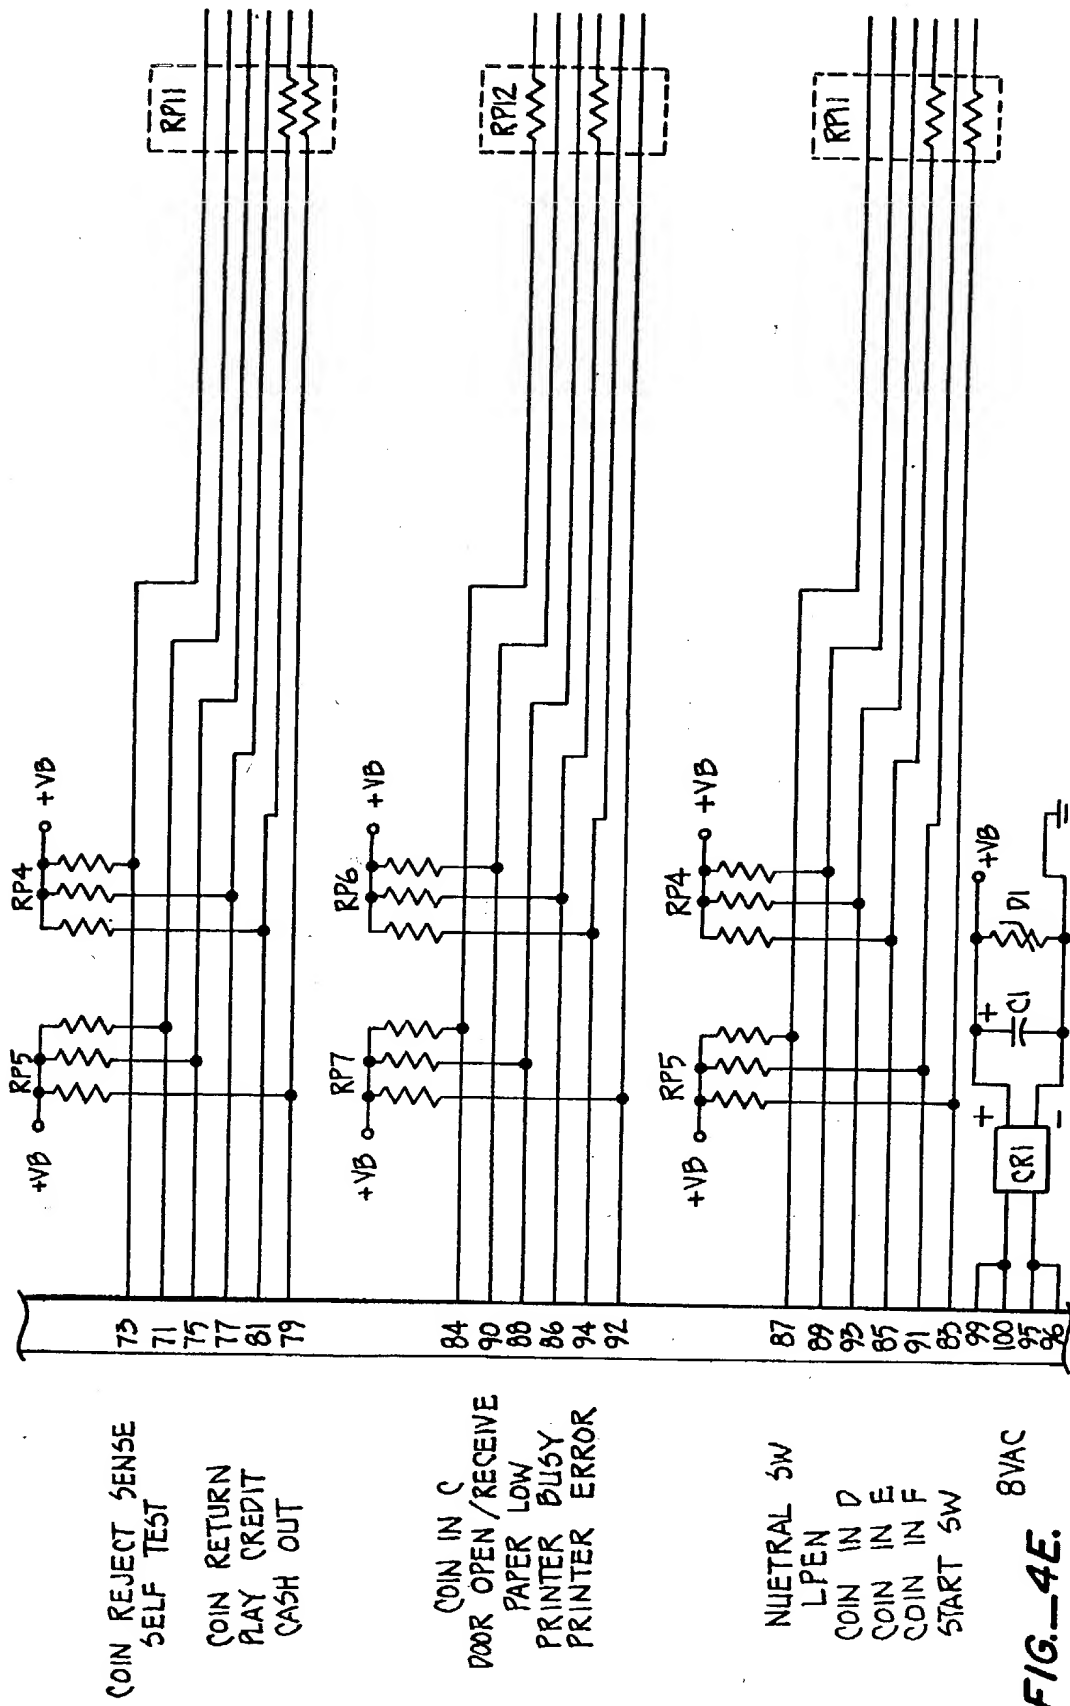 RP11
RP12
RP11
+VB
RP4
RP5
+VB
+VB
RP6
RP7
+VB
+VB
RP4
RP5
+VB
+VB
D1
+
C1
+
-
CR1
73
71
75
77
81
79
84
90
88
86
94
92
87
89
93
85
91
83
99
100
95
96
COIN REJECT SENSE
SELF TEST
COIN RETURN
PLAY CREDIT
CASH OUT
COIN IN C
DOOR OPEN/RECEIVE
PAPER LOW
PRINTER BUSY
PRINTER ERROR
NUETRAL SW
LPEN
COIN IN D
COIN IN E
COIN IN F
START SW
8VAC
FIG._4E.